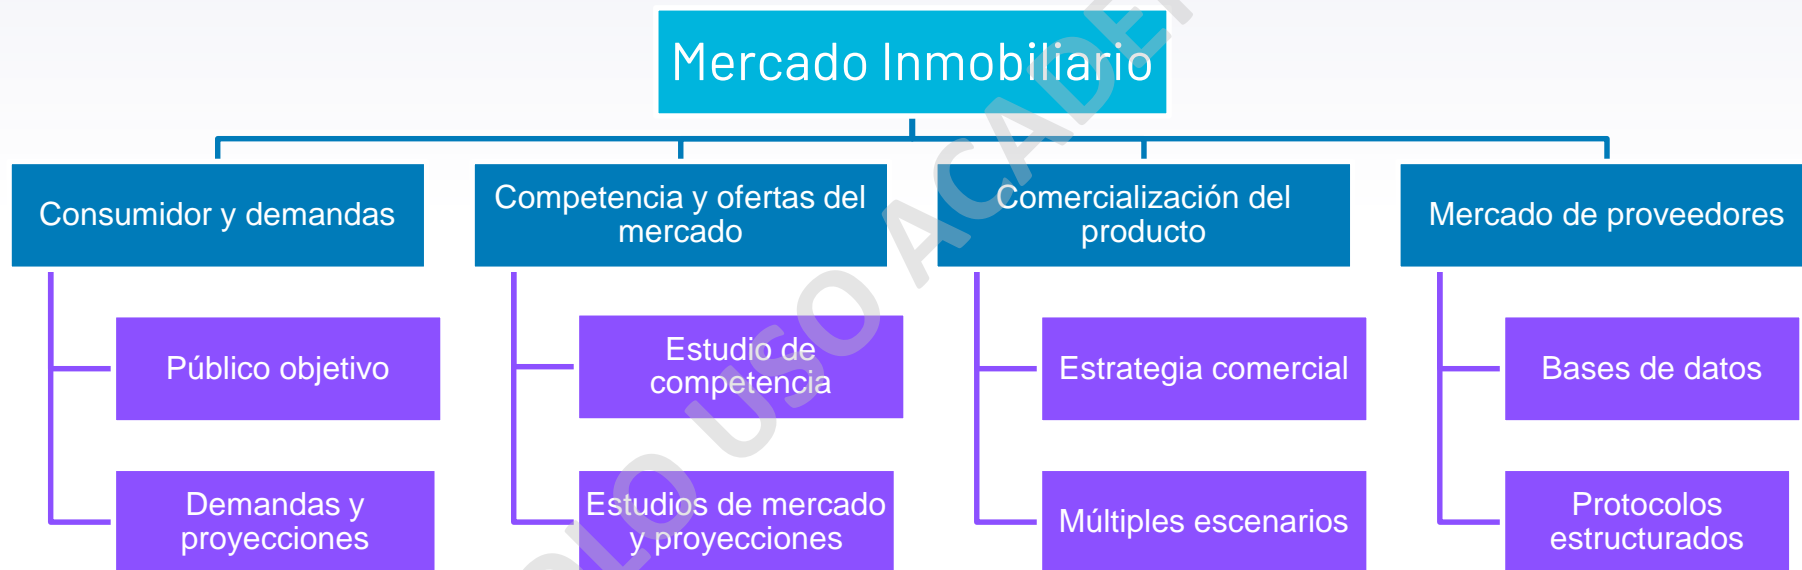 Mercado Inmobiliario
Consumidor y demandas
Competencia y ofertas del
mercado
Comercialización del
producto
Mercado de proveedores
Público objetivo
Estudio de
competencia
Estrategia comercial
Bases de datos
Demandas y
proyecciones
Estudios de mercado
y proyecciones
Múltiples escenarios
Protocolos
estructurados
USO